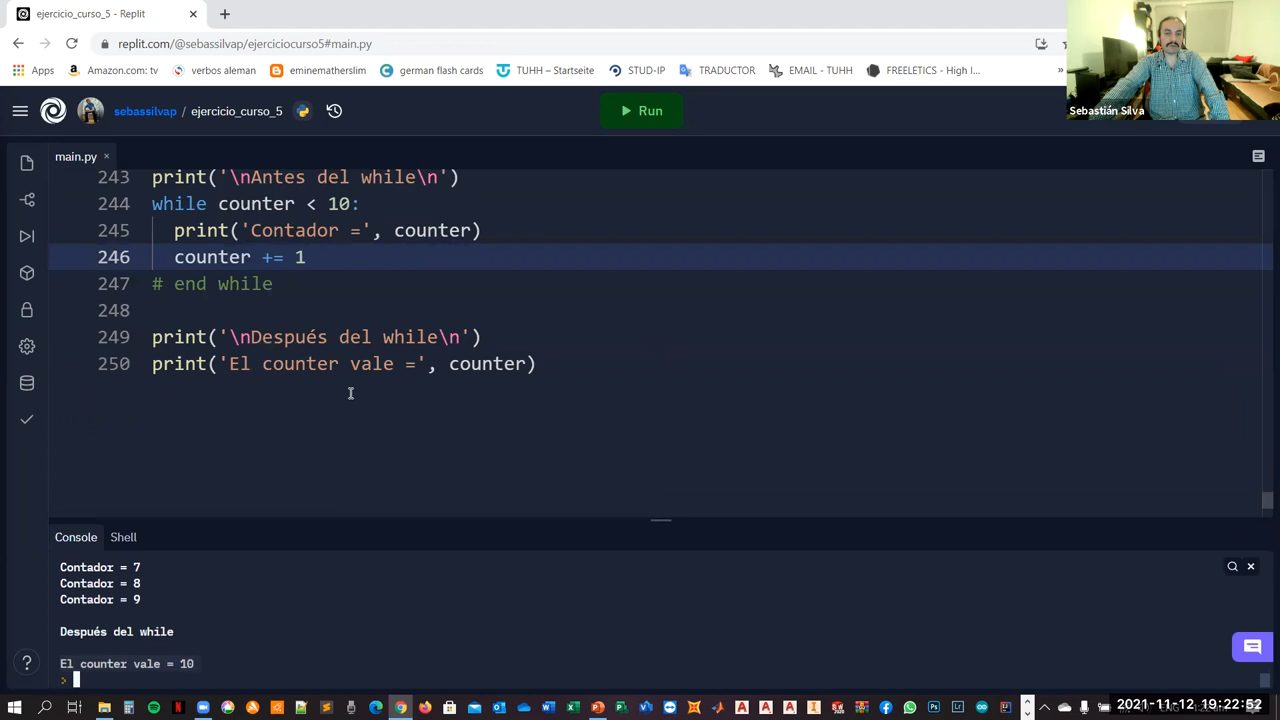 ejercicio_curso_5 - Replit
replit.com/@sebassilvap/ejerciciocurso5#main.py
Apps
Amazon.com: tv
verbos aleman
eminemathslim
german flash cards
TUHH – Startseite
STUD-IP
TRADUCTOR
EMAIL - TUHH
»
Sebastián Silva
sebassilvap / ejercicio_curso_5
Run
main.py
243 print('\nAntes del while\n')
244 while counter < 10:
245 print('Contador =', counter)
246 counter += 1
247 # end while
248
249 print('\nDespués del while\n')
250 print('El counter vale =', counter)
Console
Shell
Contador = 7
Contador = 8
Contador = 9
Después del while
El counter vale = 10
>
2021-11-12 19:22:52